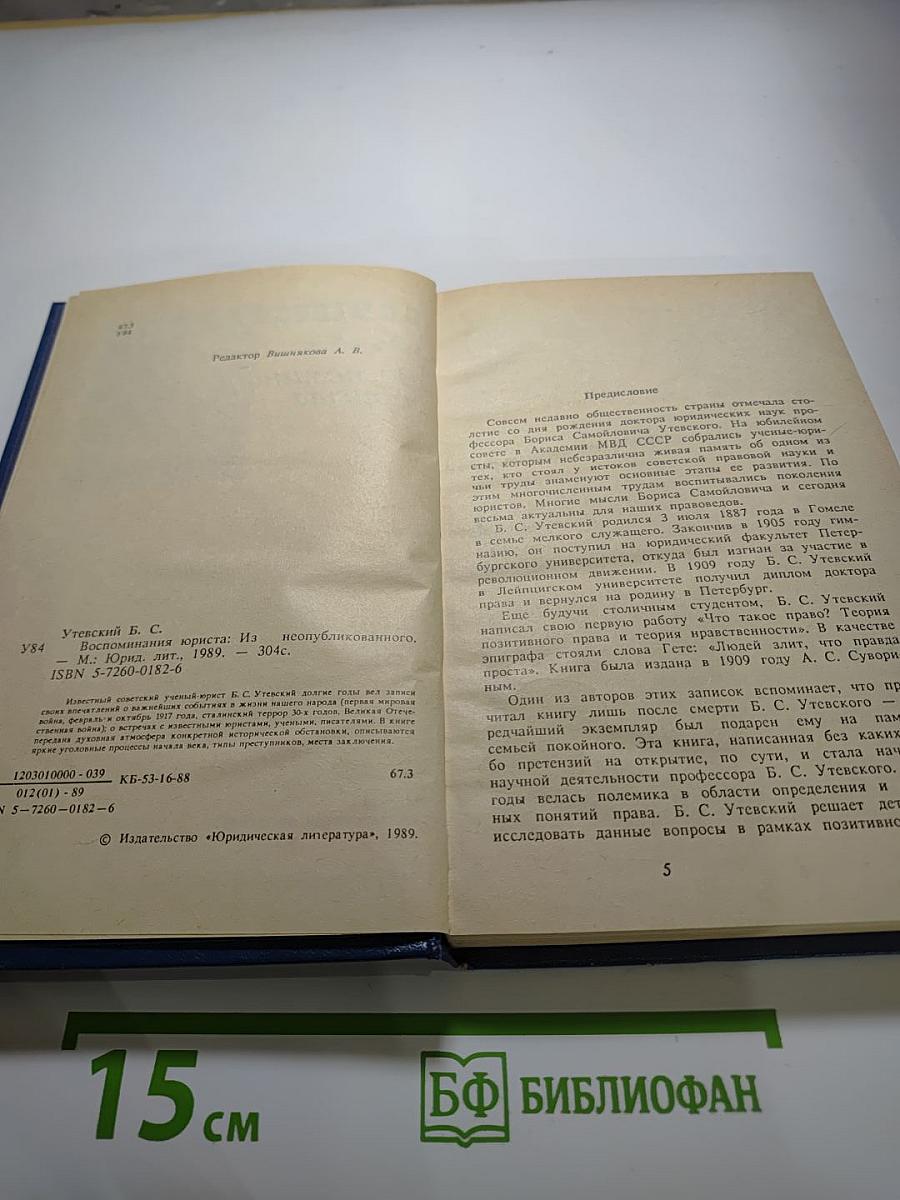 67.3
У84
Редактор Вишнякова А. В.
Утевский Б. С.
У84 Воспоминания юриста: Из неопубликованного.
— М.: Юрид. лит., 1989. — 304с.
ISBN 5-7260-0182-6
Известный советский ученый-юрист Б. С. Утевский долгие годы вел записи
своих впечатлений о важнейших событиях в жизни нашего народа (первая мировая
война, февраль и октябрь 1917 года, сталинский террор 30-х годов, Великая Отече-
ственная война); о встречах с известными юристами, учеными, писателями. В книге
передана духовная атмосфера конкретной исторической обстановки, описываются
яркие уголовные процессы начала века, типы преступников, места заключения.
1203010000 - 039
012(01) - 89
КБ-53-16-88
67.3
N 5—7260—0182—6
© Издательство «Юридическая литература», 1989.
Предисловие
Совсем недавно общественность страны отмечала сто-
летие со дня рождения доктора юридических наук про-
фессора Бориса Самойловича Утевского. На юбилейном
совете в Академии МВД СССР собрались ученые-юри-
сты, которым небезразлична живая память об одном из
тех, кто стоял у истоков советской правовой науки и
чьи труды знаменуют основные этапы ее развития. По
этим многочисленным трудам воспитывались поколения
юристов. Многие мысли Бориса Самойловича и сегодня
весьма актуальны для наших правоведов.
Б. С. Утевский родился 3 июля 1887 года в Гомеле
в семье мелкого служащего. Закончив в 1905 году гим-
назию, он поступил на юридический факультет Петер-
бургского университета, откуда был изгнан за участие в
революционном движении. В 1909 году Б. С. Утевский
в Лейпцигском университете получил диплом доктора
права и вернулся на родину в Петербург.
Еще будучи столичным студентом, Б. С. Утевский
написал свою первую работу «Что такое право? Теория
позитивного права и теория нравственности». В качестве
эпиграфа стояли слова Гете: «Людей злит, что правда
проста». Книга была издана в 1909 году А. С. Сувори-
ным.
Один из авторов этих записок вспоминает, что пр
читал книгу лишь после смерти Б. С. Утевского —
редчайший экземпляр был подарен ему на пам
семьей покойного. Эта книга, написанная без каких
бо претензий на открытие, по сути, и стала нач
научной деятельности профессора Б. С. Утевского.
годы велась полемика в области определения и
ных понятий права. Б. С. Утевский решает дет
исследовать данные вопросы в рамках позитивно
5
15 см
БФ БИБЛИОФАН